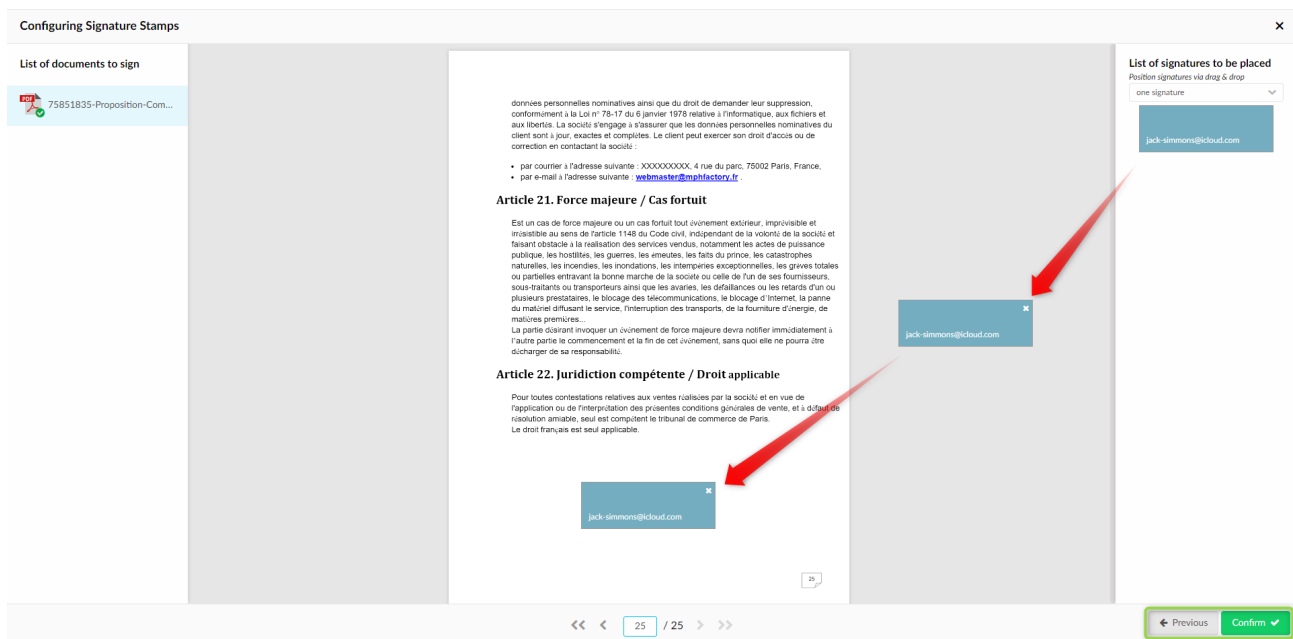 Configuring Signature Stamps
List of documents to sign
PDF
75851835-Proposition-Com...
données personnelles nominatives ainsi que du droit de demander leur suppression,
conformément à la Loi n° 78-17 du 6 janvier 1978 relative à l'informatique, aux fichiers et
aux libertés. La société s'engage à s'assurer que les données personnelles nominatives du
client sont à jour, exactes et complètes. Le client peut exercer son droit d'accès ou de
correction en contactant la société :
• par courrier à l'adresse suivante : XXXXXXXXX, 4 rue du parc, 75002 Paris, France,
• par e-mail à l'adresse suivante : webmaster@mphfactory.fr .
Article 21. Force majeure / Cas fortuit
Est un cas de force majeure ou un cas fortuit tout événement extérieur, imprévisible et
irrésistible au sens de l'article 1148 du Code civil, indépendant de la volonté de la société et
faisant obstacle à la réalisation des services vendus, notamment les actes de puissance
publique, les hostilités, les guerres, les émeutes, les faits du prince, les catastrophes
naturelles, les incendies, les inondations, les intempéries exceptionnelles, les grèves totales
ou partielles entravant la bonne marche de la société ou celle de l'un de ses fournisseurs,
sous-traitants ou transporteurs ainsi que les avaries, les défaillances ou les retards d'un ou
plusieurs prestataires, le blocage des télécommunications, le blocage d'Internet, la panne
du matériel diffusant le service, l'interruption des transports, de la fourniture d'énergie, de
matières premières...
La partie désirant invoquer un événement de force majeure devra notifier immédiatement à
l'autre partie le commencement et la fin de cet événement, sans quoi elle ne pourra être
décharger de sa responsabilité.
Article 22. Juridiction compétente / Droit applicable
Pour toutes contestations relatives aux ventes réalisées par la société et en vue de
l'application ou de l'interprétation des présentes conditions générales de vente, et à défaut de
résolution amiable, seul est compétent le tribunal de commerce de Paris.
Le droit français est seul applicable.
jack-simmons@icloud.com
25
jack-simmons@icloud.com
List of signatures to be placed
Position signatures via drag & drop
one signature
jack-simmons@icloud.com
25 / 25
Previous
Confirm